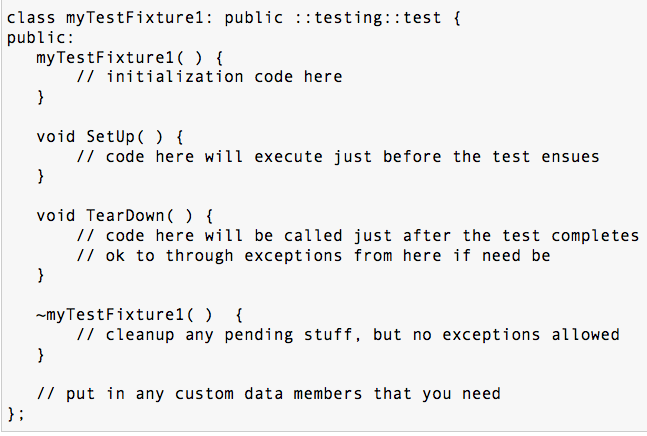 class myTestFixture1: public ::testing::test {
public:
   myTestFixture1( ) {
       // initialization code here
   }

   void SetUp( ) {
       // code here will execute just before the test ensues
   }

   void TearDown( ) {
       // code here will be called just after the test completes
       // ok to through exceptions from here if need be
   }

   ~myTestFixture1( )  {
       // cleanup any pending stuff, but no exceptions allowed
   }

   // put in any custom data members that you need
};